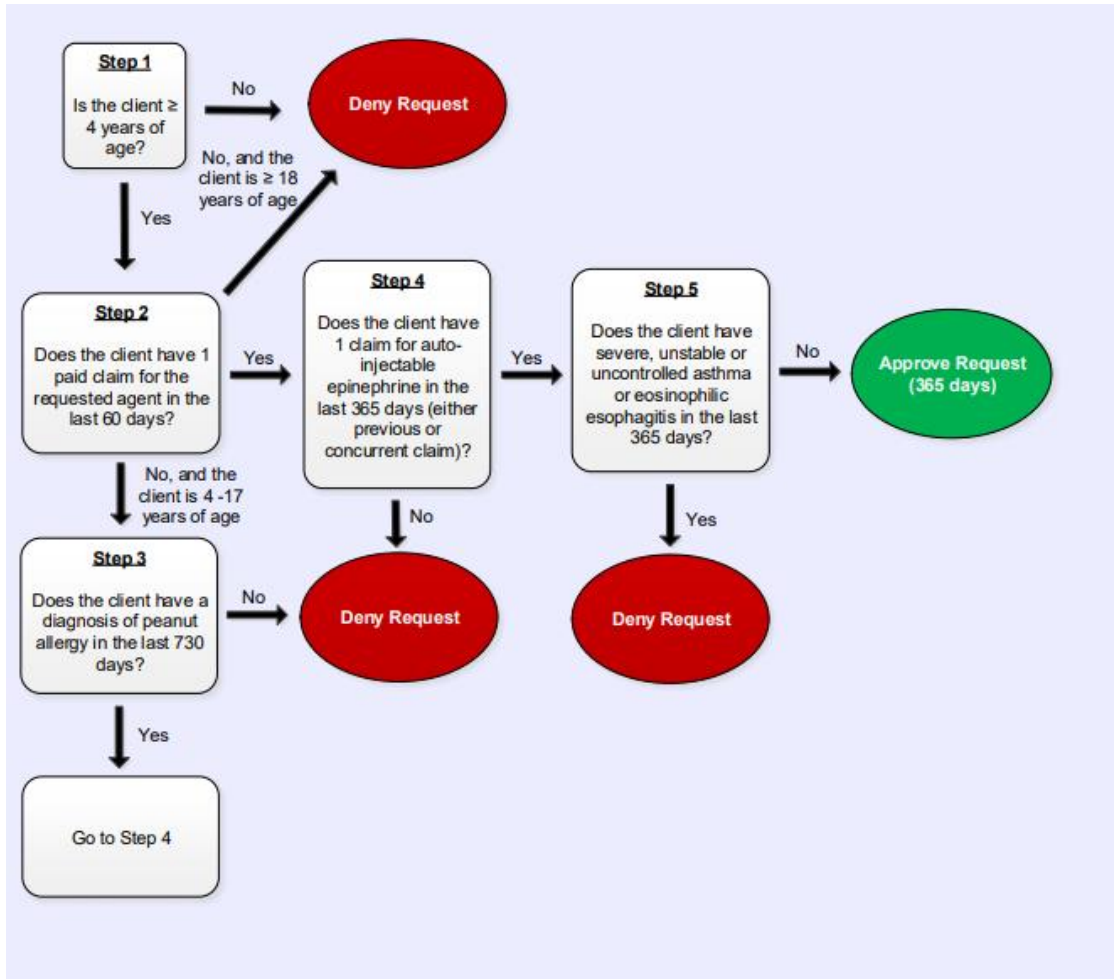 Step 1
Is the client ≥
4 years of
age?
No
Deny Request
No, and the
client is ≥ 18
years of age
Yes
Step 2
Does the client have 1
paid claim for the
requested agent in the
last 60 days?
Yes
Step 4
Does the client have
1 claim for auto-
injectable
epinephrine in the
last 365 days (either
previous or
concurrent claim)?
Yes
Step 5
Does the client have
severe, unstable or
uncontrolled asthma
or eosinophilic
esophagitis in the last
365 days?
No
Approve Request
(365 days)
No, and the
client is 4 -17
years of age
No
Yes
Step 3
Does the client have a
diagnosis of peanut
allergy in the last 730
days?
No
Deny Request
Deny Request
Yes
Go to Step 4